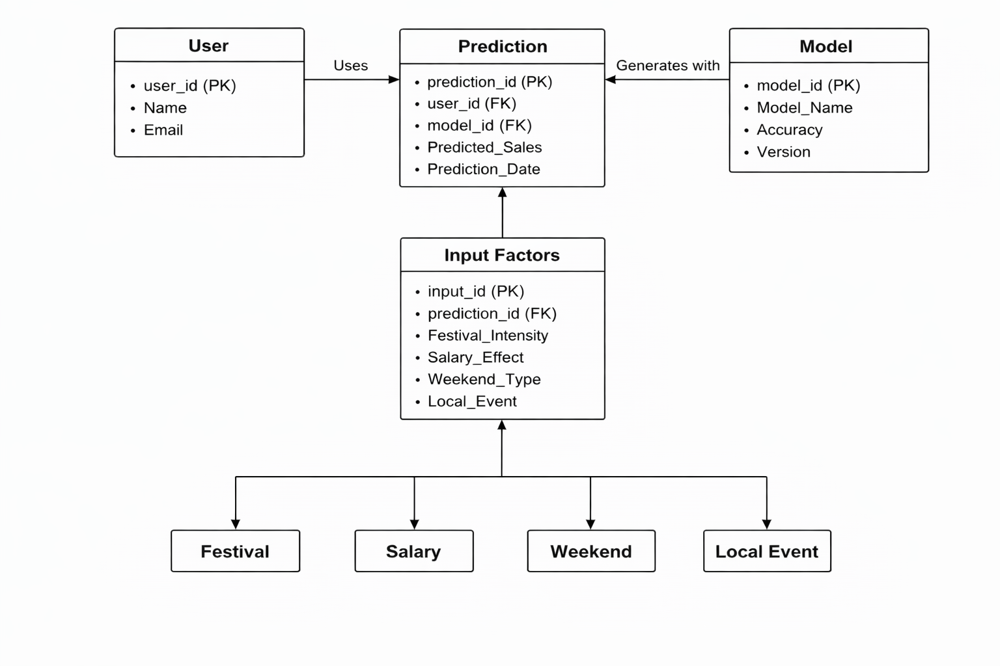 User
• user_id (PK)
• Name
• Email
Uses
Prediction
• prediction_id (PK)
• user_id (FK)
• model_id (FK)
• Predicted_Sales
• Prediction_Date
Generates with
Model
• model_id (PK)
• Model_Name
• Accuracy
• Version
Input Factors
• input_id (PK)
• prediction_id (FK)
• Festival_Intensity
• Salary_Effect
• Weekend_Type
• Local_Event
Festival
Salary
Weekend
Local Event